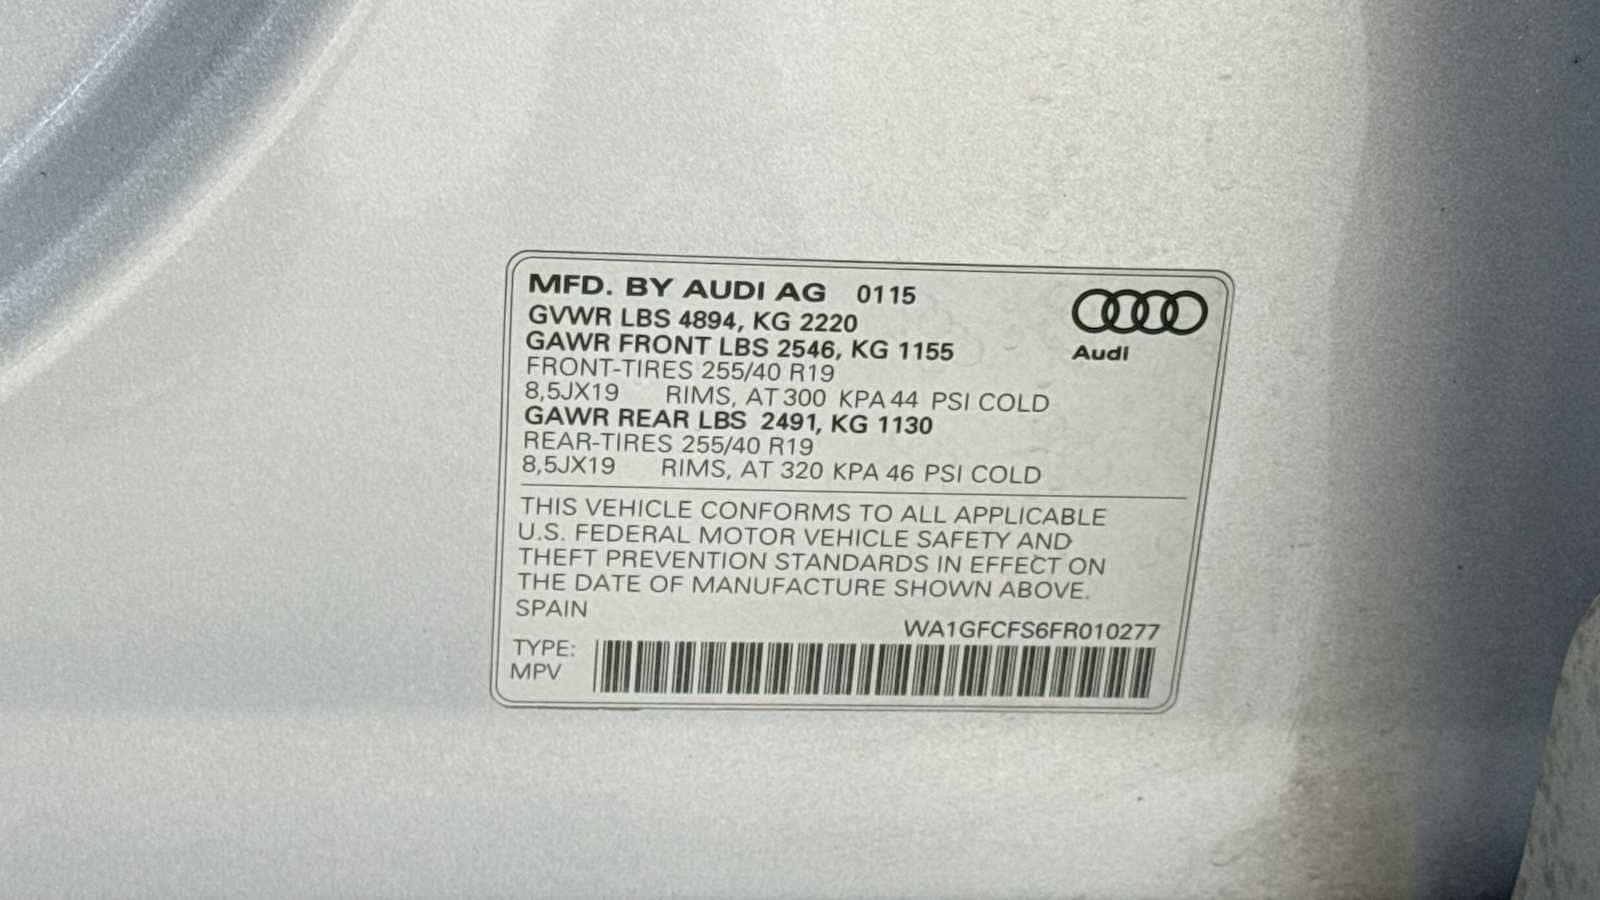 MFD. BY AUDI AG 0115
GVWR LBS 4894, KG 2220
GAWR FRONT LBS 2546, KG 1155
FRONT-TIRES 255/40 R19
8,5JX19 RIMS, AT 300 KPA 44 PSI COLD
GAWR REAR LBS 2491, KG 1130
REAR-TIRES 255/40 R19
8,5JX19 RIMS, AT 320 KPA 46 PSI COLD
Audi
THIS VEHICLE CONFORMS TO ALL APPLICABLE
U.S. FEDERAL MOTOR VEHICLE SAFETY AND
THEFT PREVENTION STANDARDS IN EFFECT ON
THE DATE OF MANUFACTURE SHOWN ABOVE.
SPAIN
WA1GFCFS6FR010277
TYPE:
MPV